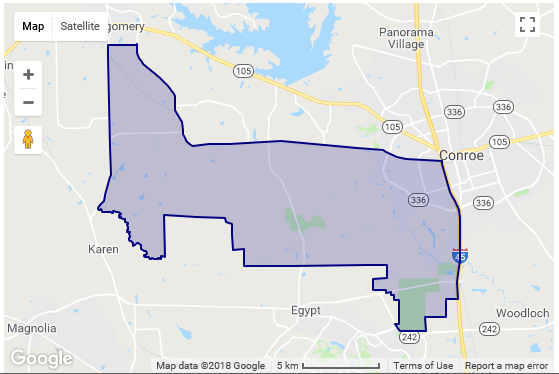 Map Satellite
gomery
Panorama
Village
105
336
336
105
105
Conroe
336
336
45
Karen
Egypt
Woodloch
Magnolia
242
242
Google
Map data ©2018 Google 5 km Terms of Use Report a map error